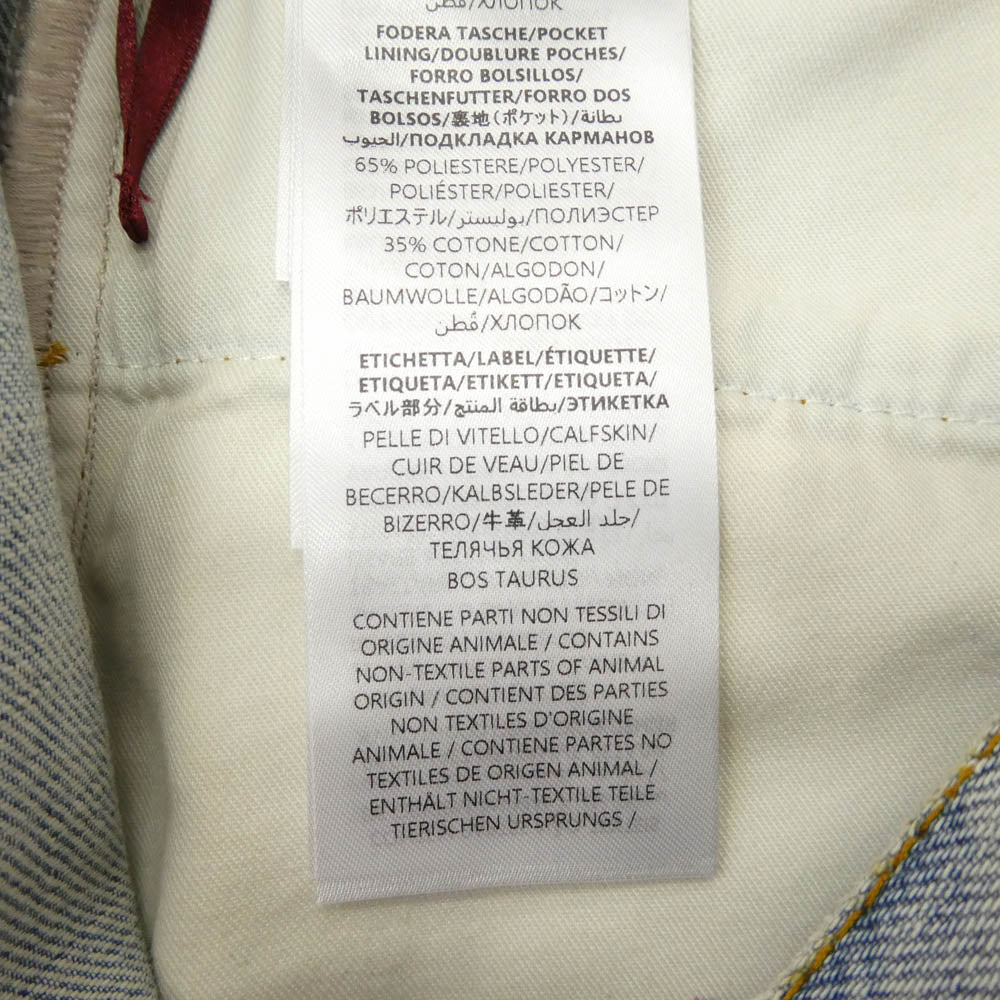 قطن/ХЛОПОК
FODERA TASCHE/POCKET
LINING/DOUBLURE POCHES/
FORRO BOLSILLOS/
TASCHENFUTTER/FORRO DOS
BOLSOS/裏地(ポケット)/بطانة
الجيوب/ПОДКЛАДКА КАРМАНОВ
65% POLIESTERE/POLYESTER/
POLIÉSTER/POLIESTER/
ポリエステル/بوليستر/ПОЛИЭСТЕР
35% COTONE/COTTON/
COTON/ALGODON/
BAUMWOLLE/ALGODÃO/コットン/
قُطن/ХЛОПОК
ETICHETTA/LABEL/ÉTIQUETTE/
ETIQUETA/ETIKETT/ETIQUETA/
ラベル部分/بطاقة المنتج/ЭТИКЕТКА
PELLE DI VITELLO/CALFSKIN/
CUIR DE VEAU/PIEL DE
BECERRO/KALBSLEDER/PELE DE
BIZERRO/牛革/جلد العجل/
ТЕЛЯЧЬЯ КОЖА
BOS TAURUS
CONTIENE PARTI NON TESSILI DI
ORIGINE ANIMALE / CONTAINS
NON-TEXTILE PARTS OF ANIMAL
ORIGIN / CONTIENT DES PARTIES
NON TEXTILES D'ORIGINE
ANIMALE / CONTIENE PARTES NO
TEXTILES DE ORIGEN ANIMAL /
ENTHÄLT NICHT-TEXTILE TEILE
TIERISCHEN URSPRUNGS /